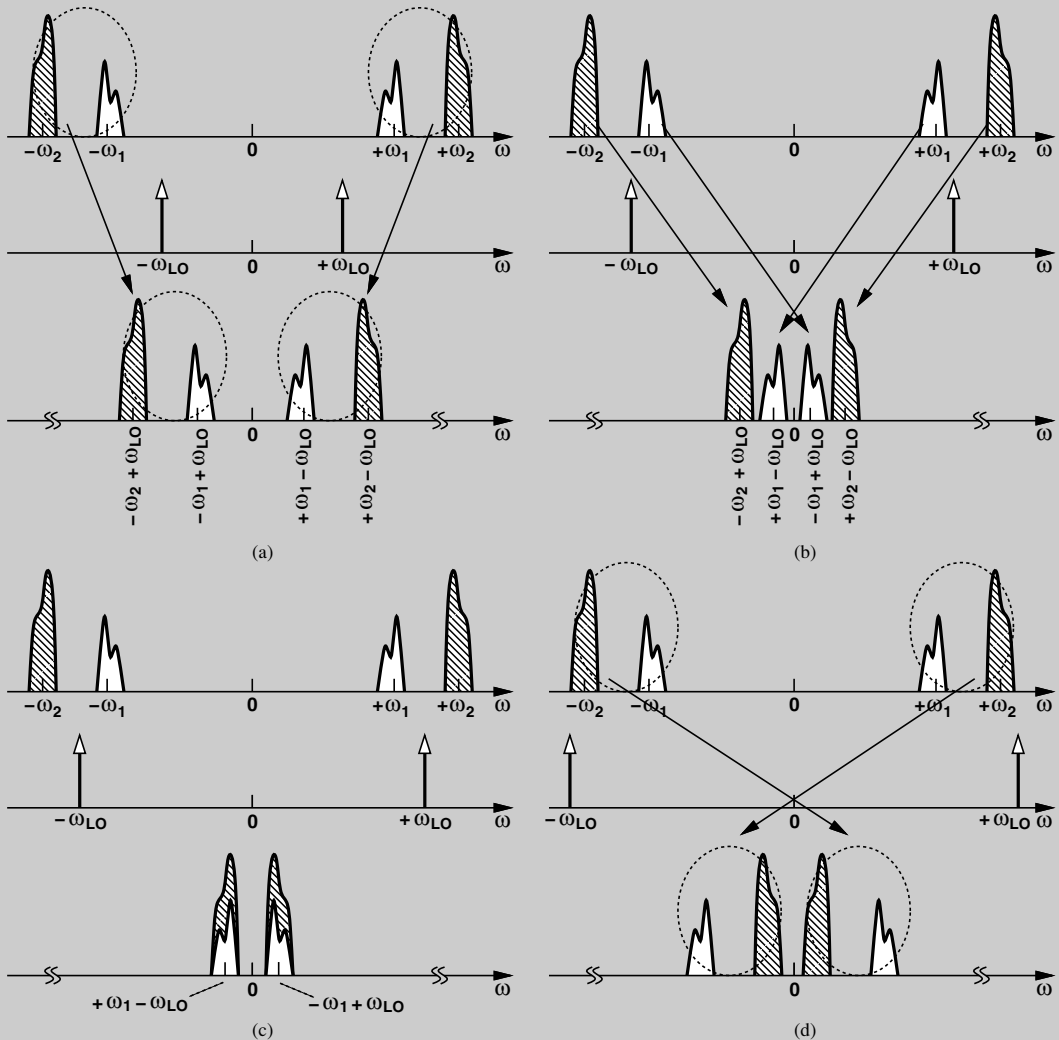 −ω2 −ω1 0 +ω1 +ω2 ω
−ωLO 0 +ωLO ω
0 ω
−ω2 + ωLO
−ω1 + ωLO
+ω1 − ωLO
+ω2 − ωLO
(a)
−ω2 −ω1 0 +ω1 +ω2 ω
−ωLO 0 +ωLO ω
0 ω
−ω2 + ωLO
+ω1 − ωLO
−ω1 + ωLO
+ω2 − ωLO
(b)
−ω2 −ω1 0 +ω1 +ω2 ω
−ωLO 0 +ωLO ω
0 ω
+ω1 − ωLO −ω1 + ωLO
(c)
−ω2 −ω1 0 +ω1 +ω2 ω
−ωLO 0 +ωLO ω
0 ω
(d)